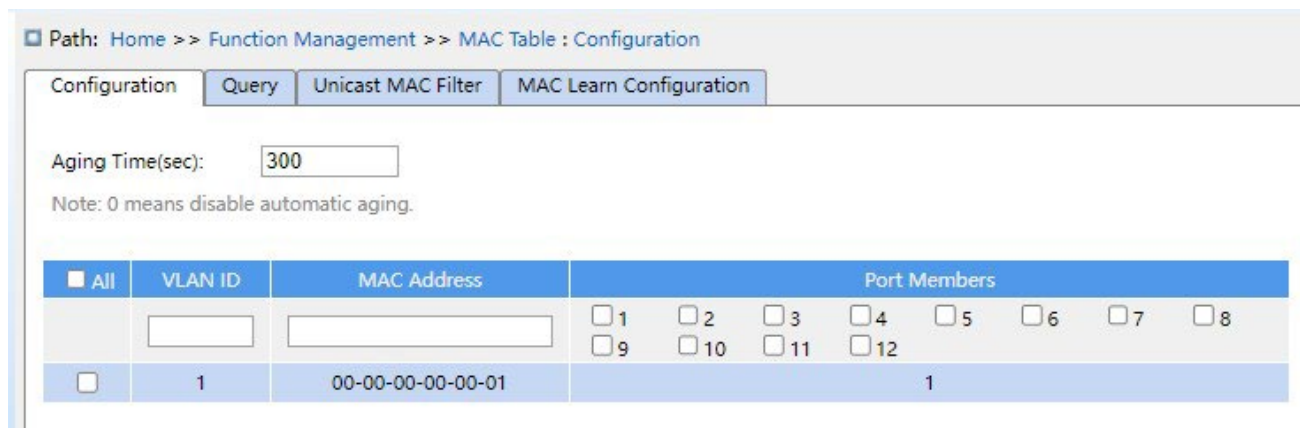 Path: Home >> Function Management >> MAC Table : Configuration
Configuration Query Unicast MAC Filter MAC Learn Configuration
Aging Time(sec): 300
Note: 0 means disable automatic aging.
All VLAN ID MAC Address Port Members
1 2 3 4 5 6 7 8
9 10 11 12
1 00-00-00-00-00-01 1